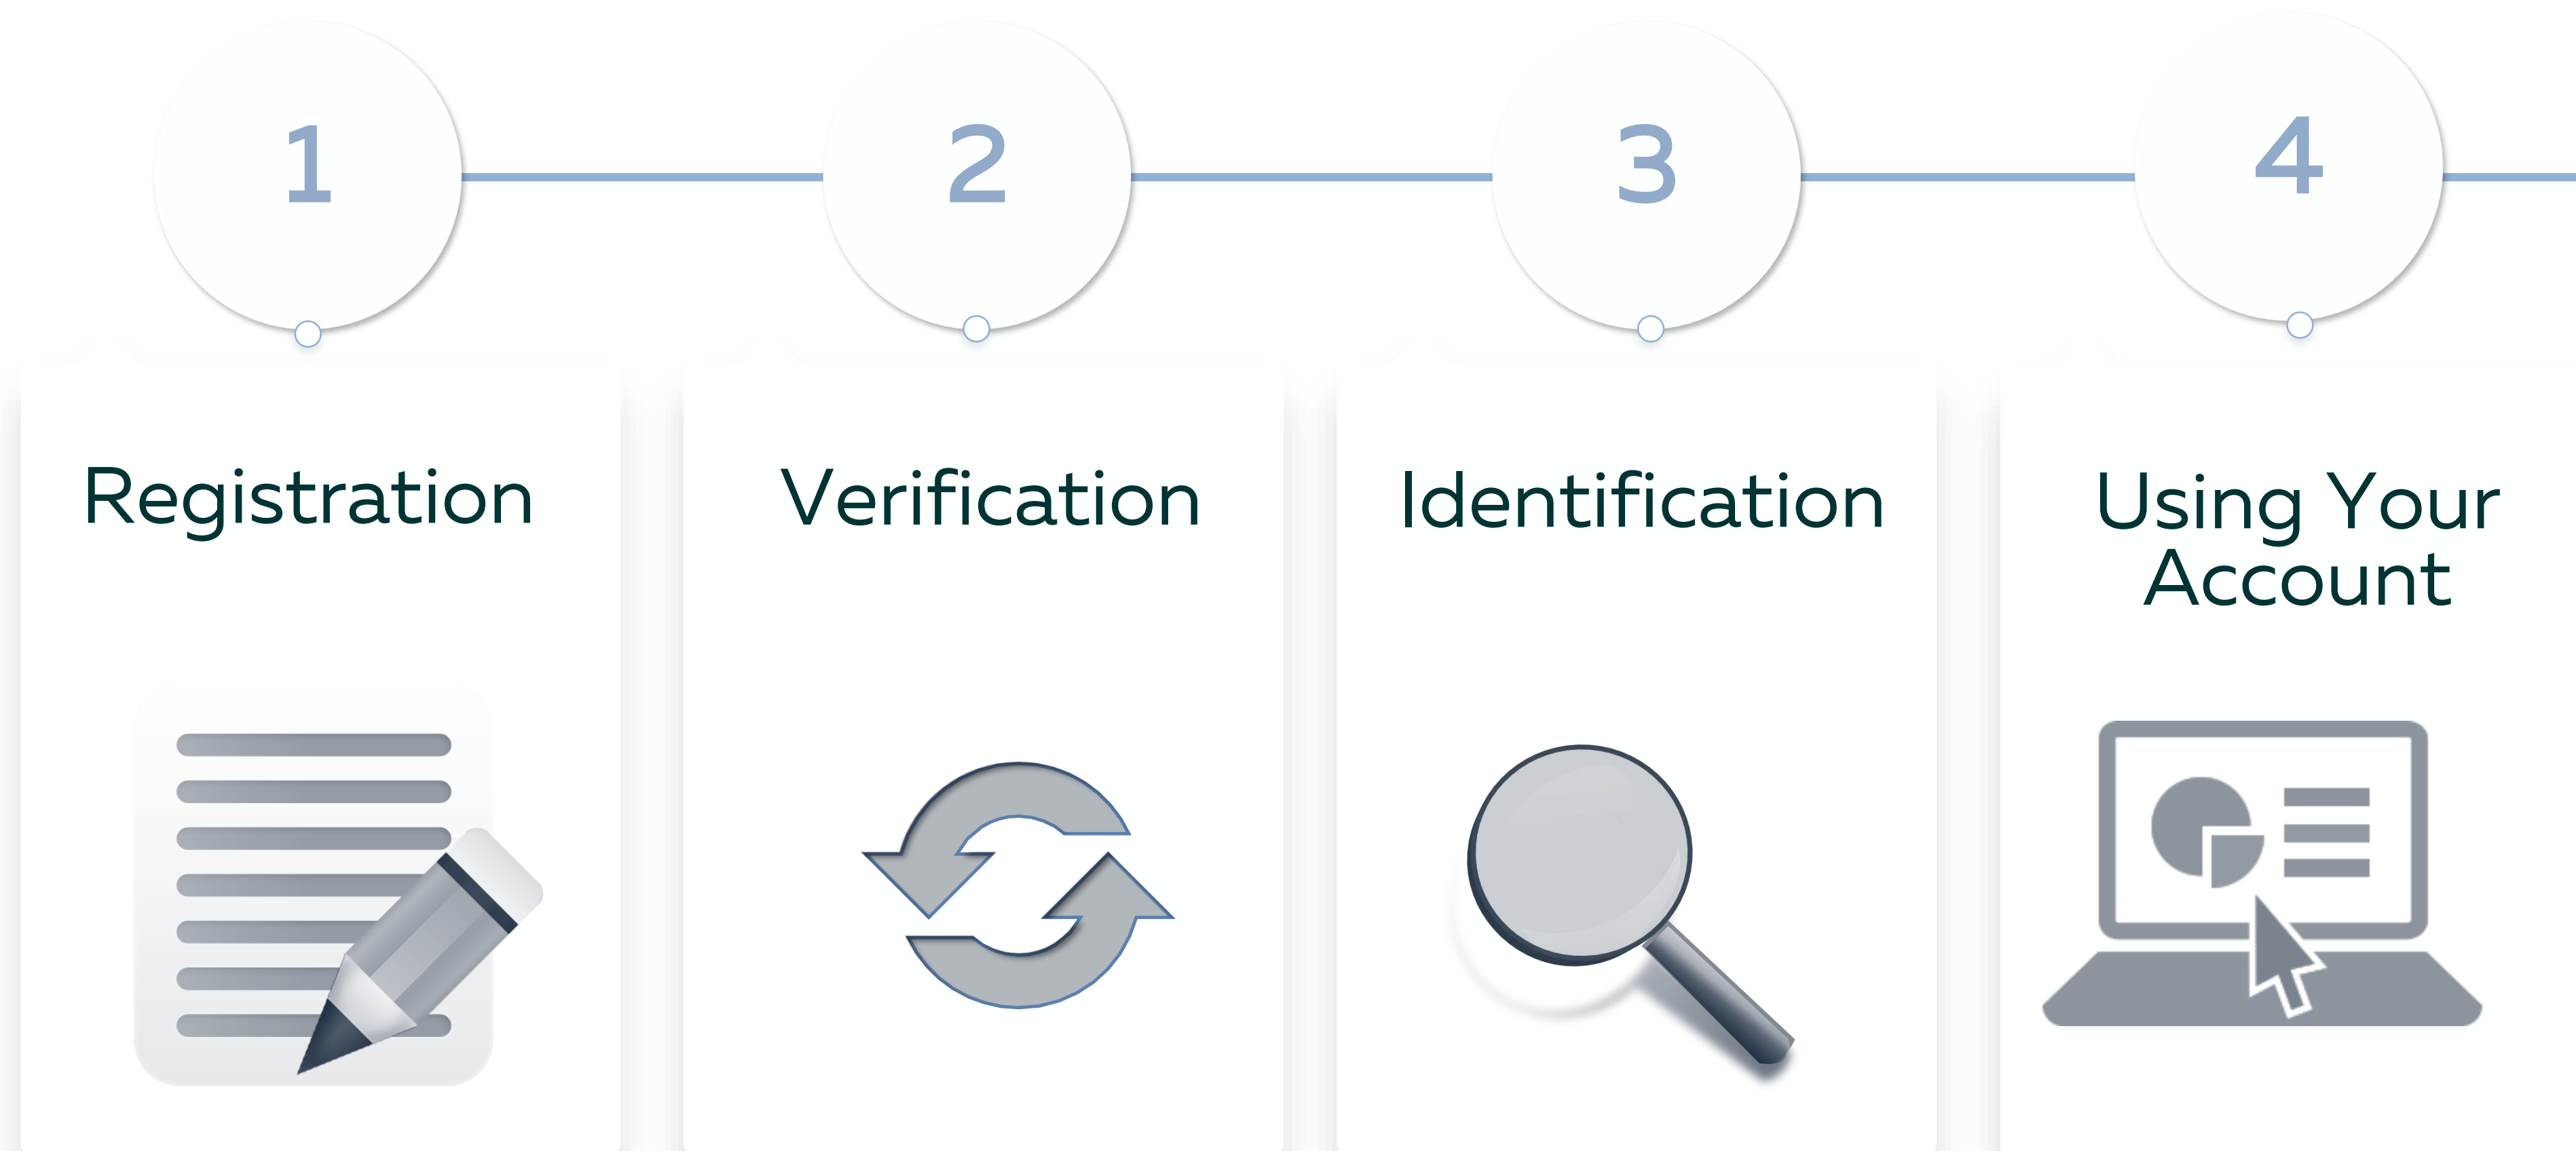 1
2
3
4
Registration
Verification
Identification
Using Your
Account